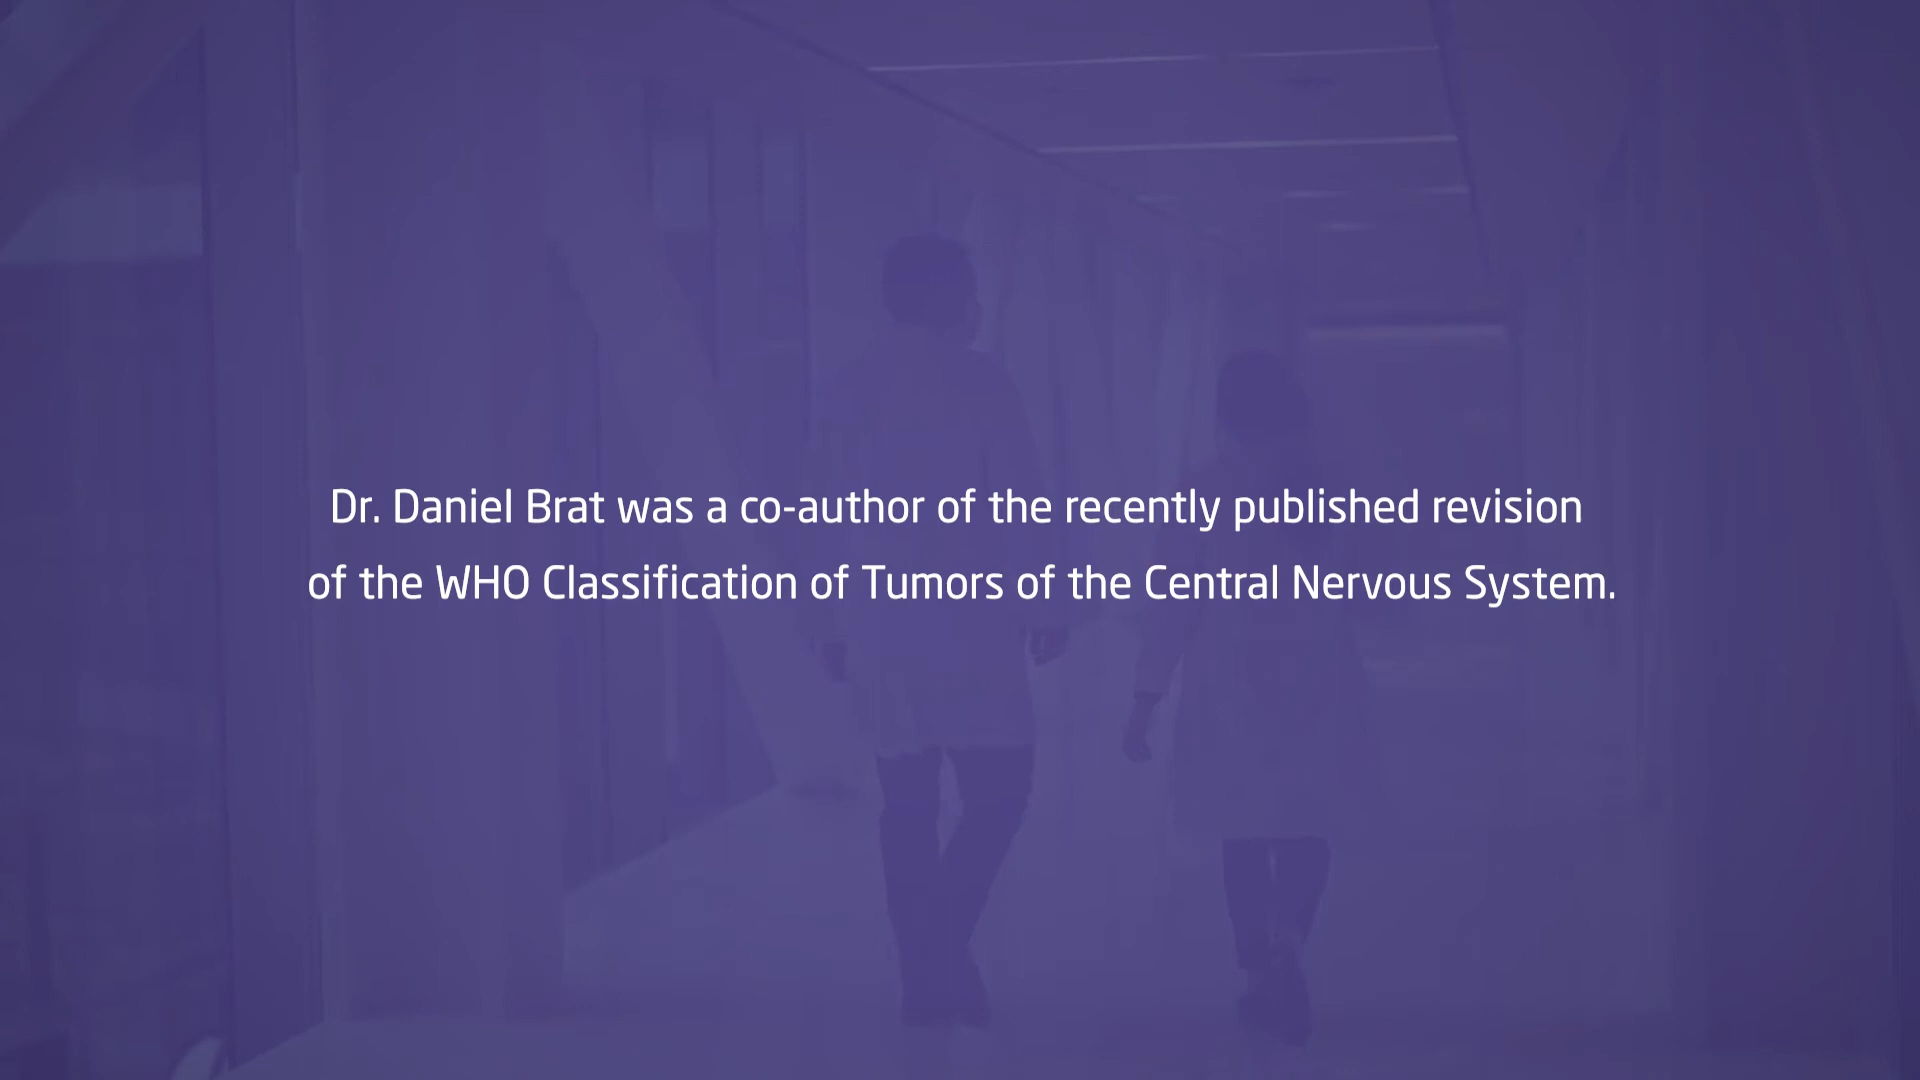 Dr. Daniel Brat was a co-author of the recently published revision
of the WHO Classification of Tumors of the Central Nervous System.